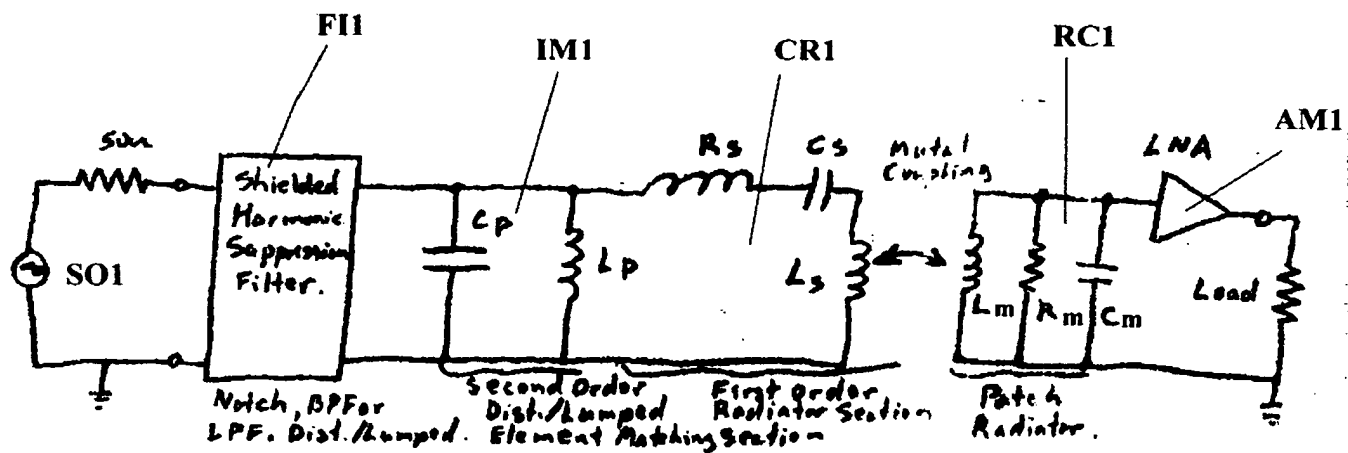 FI1
IM1
CR1
RC1
AM1
50Ω
Shielded
Harmonic
Suppression
Filter.
SO1
Cp
Lp
Rs
Cs
Ls
Mutal
Coupling
Lm
Rm
Cm
LNA
Load
Notch, BPF or
LPF. Dist./Lumped.
Second Order
Dist./Lumped
Element Matching Section
First Order
Radiator Section
Patch
Radiator.